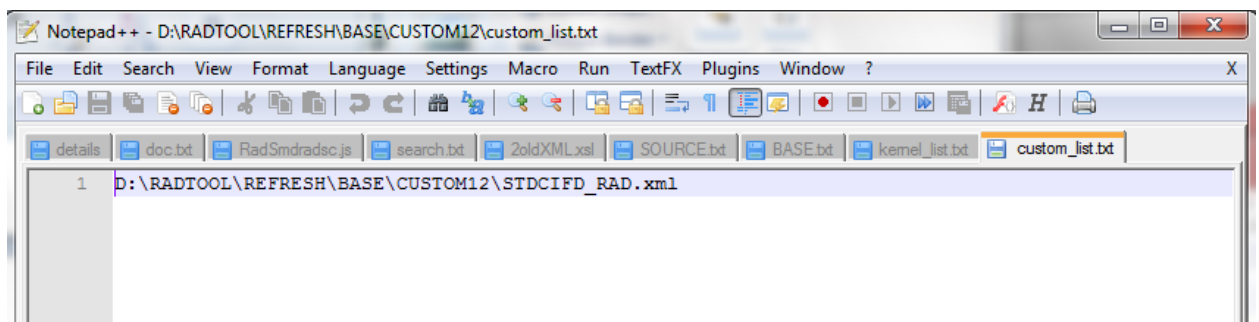 Notepad++ - D:\RADTOOL\REFRESH\BASE\CUSTOM12\custom_list.txt
File Edit Search View Format Language Settings Macro Run TextFX Plugins Window ? X
details doc.txt RadSmdradsc.js search.txt 2oldXML.xsl SOURCE.txt BASE.txt kernel_list.txt custom_list.txt
1 D:\RADTOOL\REFRESH\BASE\CUSTOM12\STDCIFD_RAD.xml